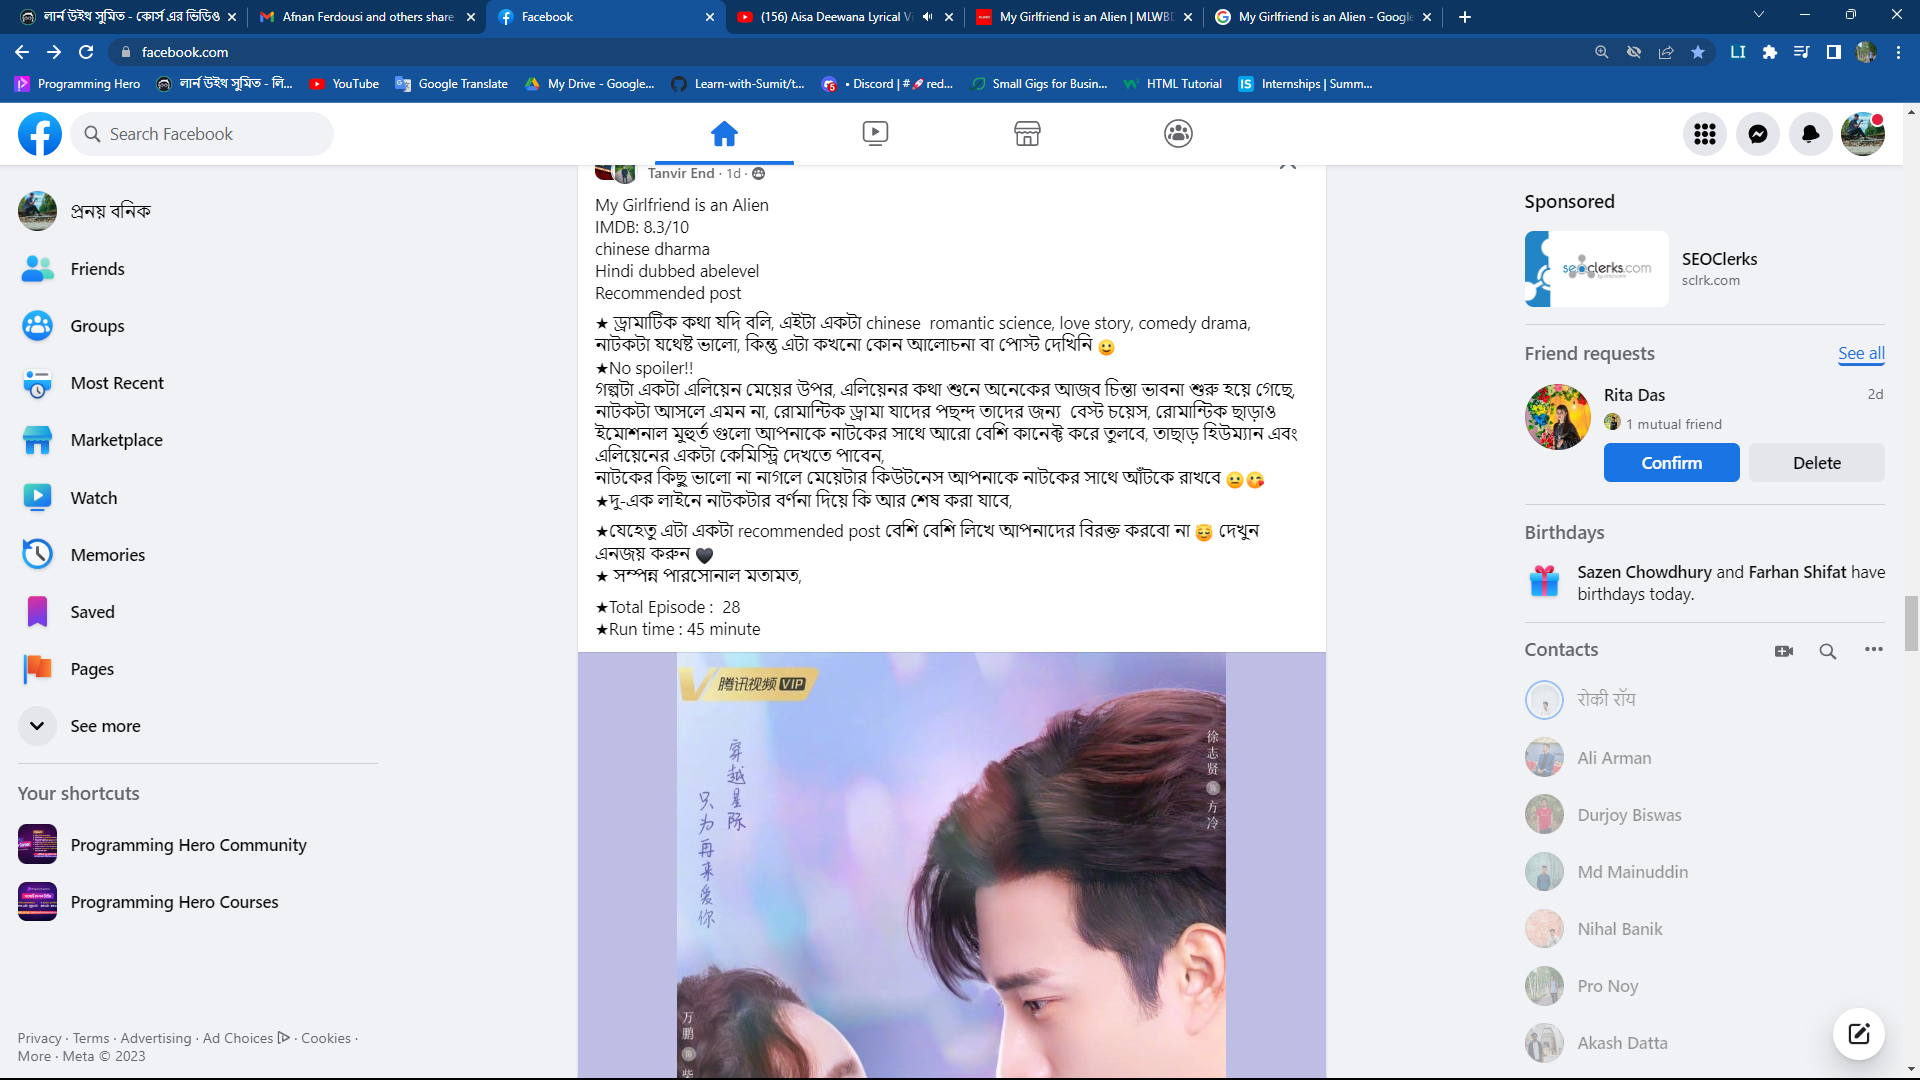 লার্ন উইথ সুমিত - কোর্স এর ভিডিও
Afnan Ferdousi and others share
Facebook
(156) Aisa Deewana Lyrical Vi
My Girlfriend is an Alien | MLWBD
My Girlfriend is an Alien - Google
facebook.com
Programming Hero
লার্ন উইথ সুমিত - লি...
YouTube
Google Translate
My Drive - Google...
Learn-with-Sumit/t...
• Discord | #🚀red...
Small Gigs for Busin...
HTML Tutorial
Internships | Summ...
Search Facebook
প্রনয় বনিক
Friends
Groups
Most Recent
Marketplace
Watch
Memories
Saved
Pages
See more
Your shortcuts
Programming Hero Community
Programming Hero Courses
Privacy · Terms · Advertising · Ad Choices · Cookies ·
More · Meta © 2023
Tanvir End · 1d ·
My Girlfriend is an Alien
IMDB: 8.3/10
chinese dharma
Hindi dubbed abelevel
Recommended post
★ ড্রামাটিক কথা যদি বলি, এইটা একটা chinese romantic science, love story, comedy drama,
নাটকটা যথেষ্ট ভালো, কিন্তু এটা কখনো কোন আলোচনা বা পোস্ট দেখিনি 🙂
★No spoiler!!
গল্পটা একটা এলিয়েন মেয়ের উপর, এলিয়েনর কথা শুনে অনেকের আজব চিন্তা ভাবনা শুরু হয়ে গেছে,
নাটকটা আসলে এমন না, রোমান্টিক ড্রামা যাদের পছন্দ তাদের জন্য বেস্ট চয়েস, রোমান্টিক ছাড়াও
ইমোশনাল মুহুর্ত গুলো আপনাকে নাটকের সাথে আরো বেশি কানেক্ট করে তুলবে, তাছাড় হিউম্যান এবং
এলিয়েনের একটা কেমিস্ট্রি দেখতে পাবেন,
নাটকের কিছু ভালো না নাগলে মেয়েটার কিউটনেস আপনাকে নাটকের সাথে আঁটকে রাখবে 😐😘
★দু-এক লাইনে নাটকটার বর্ণনা দিয়ে কি আর শেষ করা যাবে,
★যেহেতু এটা একটা recommended post বেশি বেশি লিখে আপনাদের বিরক্ত করবো না 😌 দেখুন
এনজয় করুন 🖤
★ সম্পন্ন পারসোনাল মতামত,
★Total Episode : 28
★Run time : 45 minute
腾讯视频 VIP
穿越星际
只为再来爱你
徐志贤 饰 方冷
万鹏 饰 柴
Sponsored
seoclerks.com
SEOClerks
sclrk.com
Friend requests
See all
Rita Das
2d
1 mutual friend
Confirm
Delete
Birthdays
Sazen Chowdhury and Farhan Shifat have
birthdays today.
Contacts
रोकी रॉय
Ali Arman
Durjoy Biswas
Md Mainuddin
Nihal Banik
Pro Noy
Akash Datta